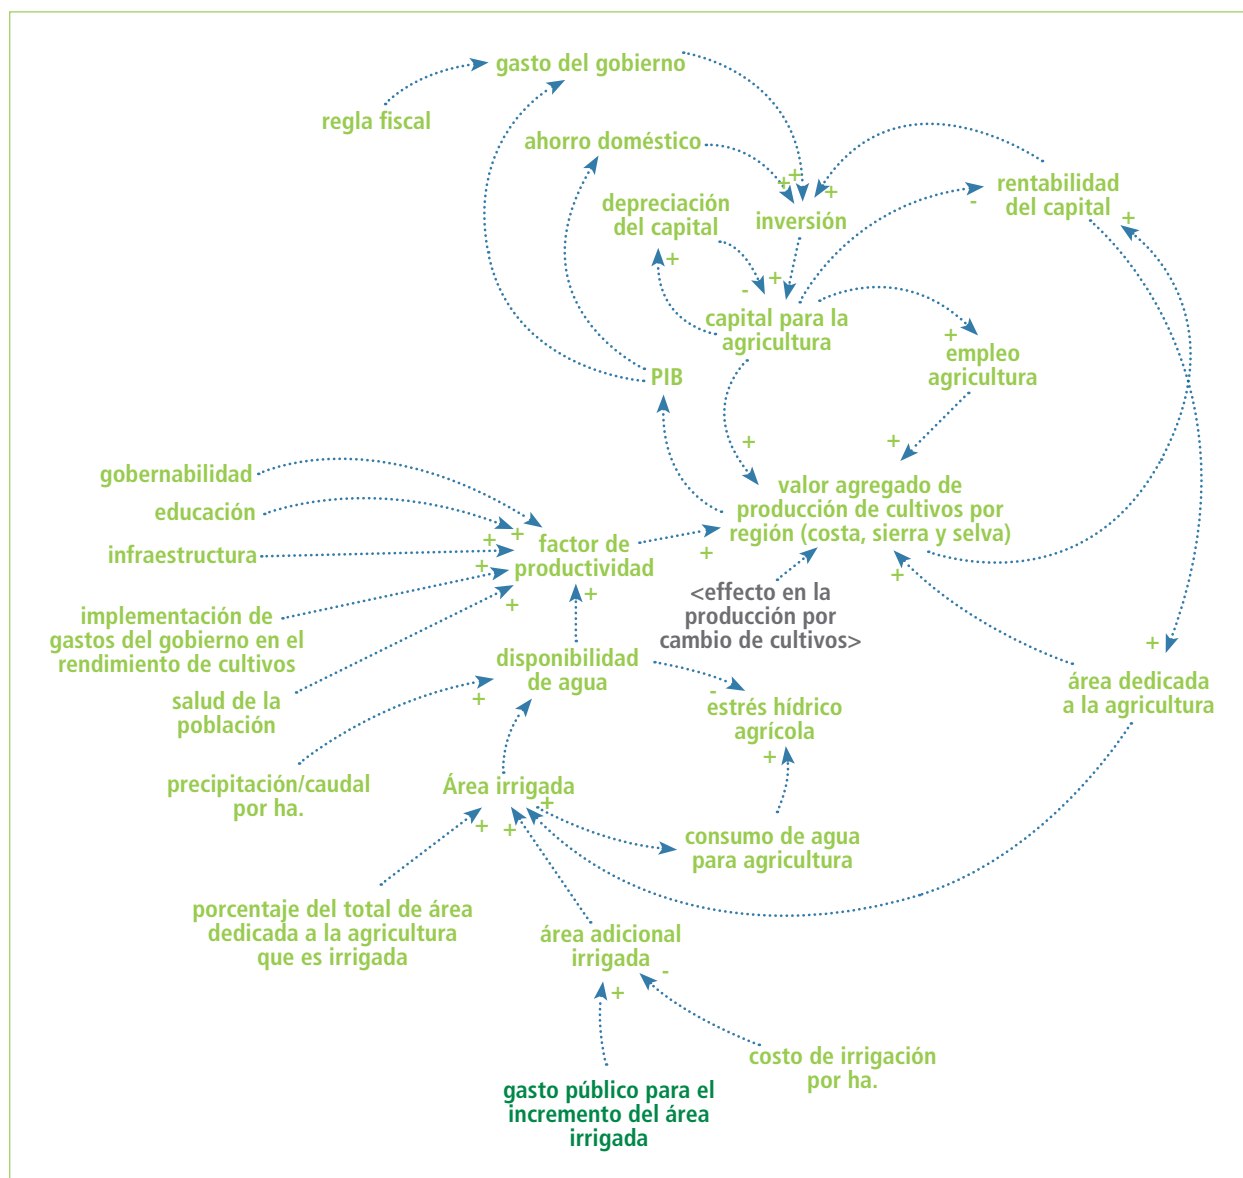 gasto del gobierno
regla fiscal
ahorro doméstico
+
+
+
rentabilidad
del capital
-
+
depreciación
del capital
inversión
+
-
+
capital para la
agricultura
+
empleo
agricultura
PIB
+
+
gobernabilidad
educación
infraestructura
valor agregado de
producción de cultivos por
región (costa, sierra y selva)
+
+
+
+
factor de
productividad
+
+
+
+
implementación de
gastos del gobierno en el
rendimiento de cultivos
<effecto en la
producción por
cambio de cultivos>
salud de la
población
disponibilidad
de agua
+
-
estrés hídrico
agrícola
+
+
área dedicada
a la agricultura
precipitación/caudal
por ha.
Área irrigada
+
+
+
consumo de agua
para agricultura
porcentaje del total de área
dedicada a la agricultura
que es irrigada
área adicional
irrigada
+
-
costo de irrigación
por ha.
gasto público para el
incremento del área
irrigada